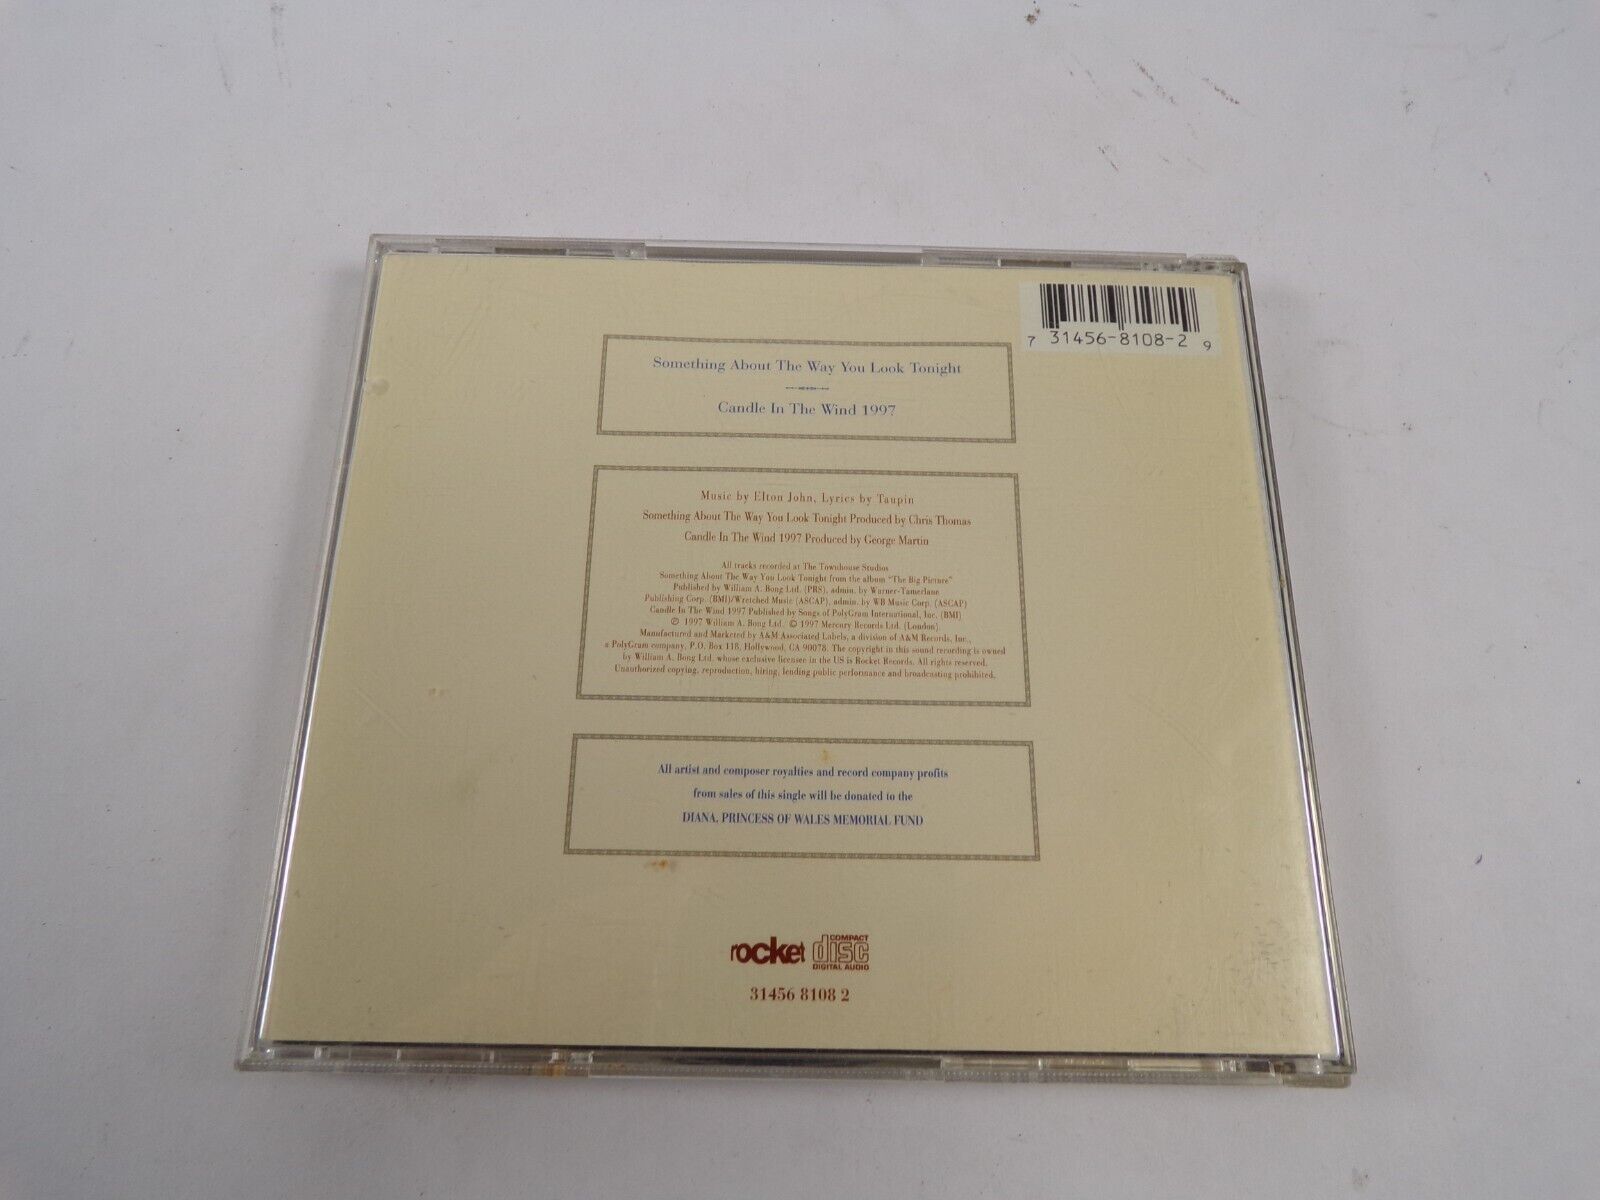 7 31456-8108-2 9
Something About The Way You Look Tonight
Candle In The Wind 1997
Music by Elton John, Lyrics by Taupin
Something About The Way You Look Tonight Produced by Chris Thomas
Candle In The Wind 1997 Produced by George Martin
All tracks recorded at The Townhouse Studios
Something About The Way You Look Tonight from the album "The Big Picture"
Published by William A. Bong Ltd. (PRS), admin. by Warner-Tamerlane
Publishing Corp. (BMI)/Wretched Music (ASCAP), admin. by WB Music Corp. (ASCAP)
Candle In The Wind 1997 Published by Songs of PolyGram International, Inc. (BMI)
℗ 1997 William A. Bong Ltd. © 1997 Mercury Records Ltd. (London)
Manufactured and Marketed by A&M Associated Labels, a division of A&M Records, Inc.,
a PolyGram company, P.O. Box 118, Hollywood, CA 90078. The copyright in this sound recording is owned
by William A. Bong Ltd. whose exclusive licensee in the US is Rocket Records. All rights reserved.
Unauthorized copying, reproduction, hiring, lending public performance and broadcasting prohibited.
All artist and composer royalties and record company profits
from sales of this single will be donated to the
DIANA, PRINCESS OF WALES MEMORIAL FUND
rocket COMPACT disc DIGITAL AUDIO
31456 8108 2